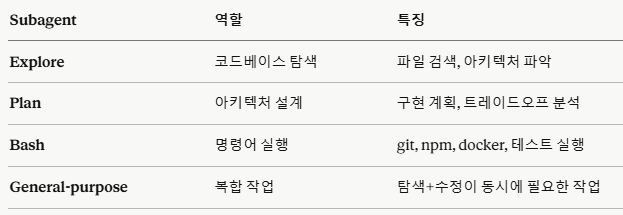 Subagent 역할 특징
Explore 코드베이스 탐색 파일 검색, 아키텍처 파악
Plan 아키텍처 설계 구현 계획, 트레이드오프 분석
Bash 명령어 실행 git, npm, docker, 테스트 실행
General-purpose 복합 작업 탐색+수정이 동시에 필요한 작업